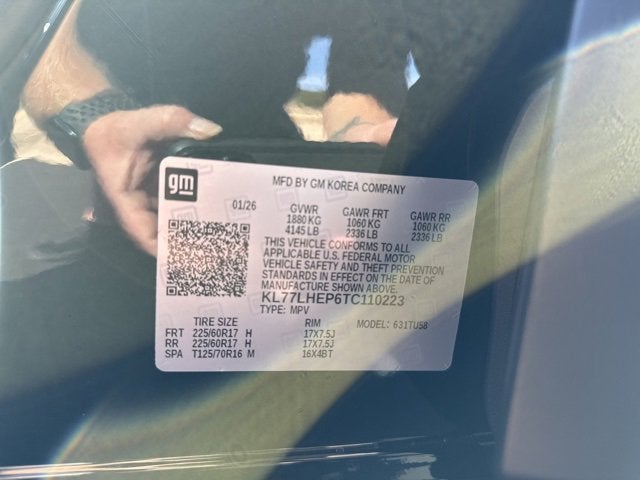 gm
MFD BY GM KOREA COMPANY
01/26 GVWR GAWR FRT GAWR RR
1880 KG 1060 KG 1060 KG
4145 LB 2336 LB 2336 LB
THIS VEHICLE CONFORMS TO ALL
APPLICABLE U.S. FEDERAL MOTOR
VEHICLE SAFETY AND THEFT PREVENTION
STANDARDS IN EFFECT ON THE DATE OF
MANUFACTURE SHOWN ABOVE.
KL77LHEP6TC110223
TYPE: MPV
TIRE SIZE RIM MODEL: 631TU58
FRT 225/60R17 H 17X7.5J
RR 225/60R17 H 17X7.5J
SPA T125/70R16 M 16X4BT